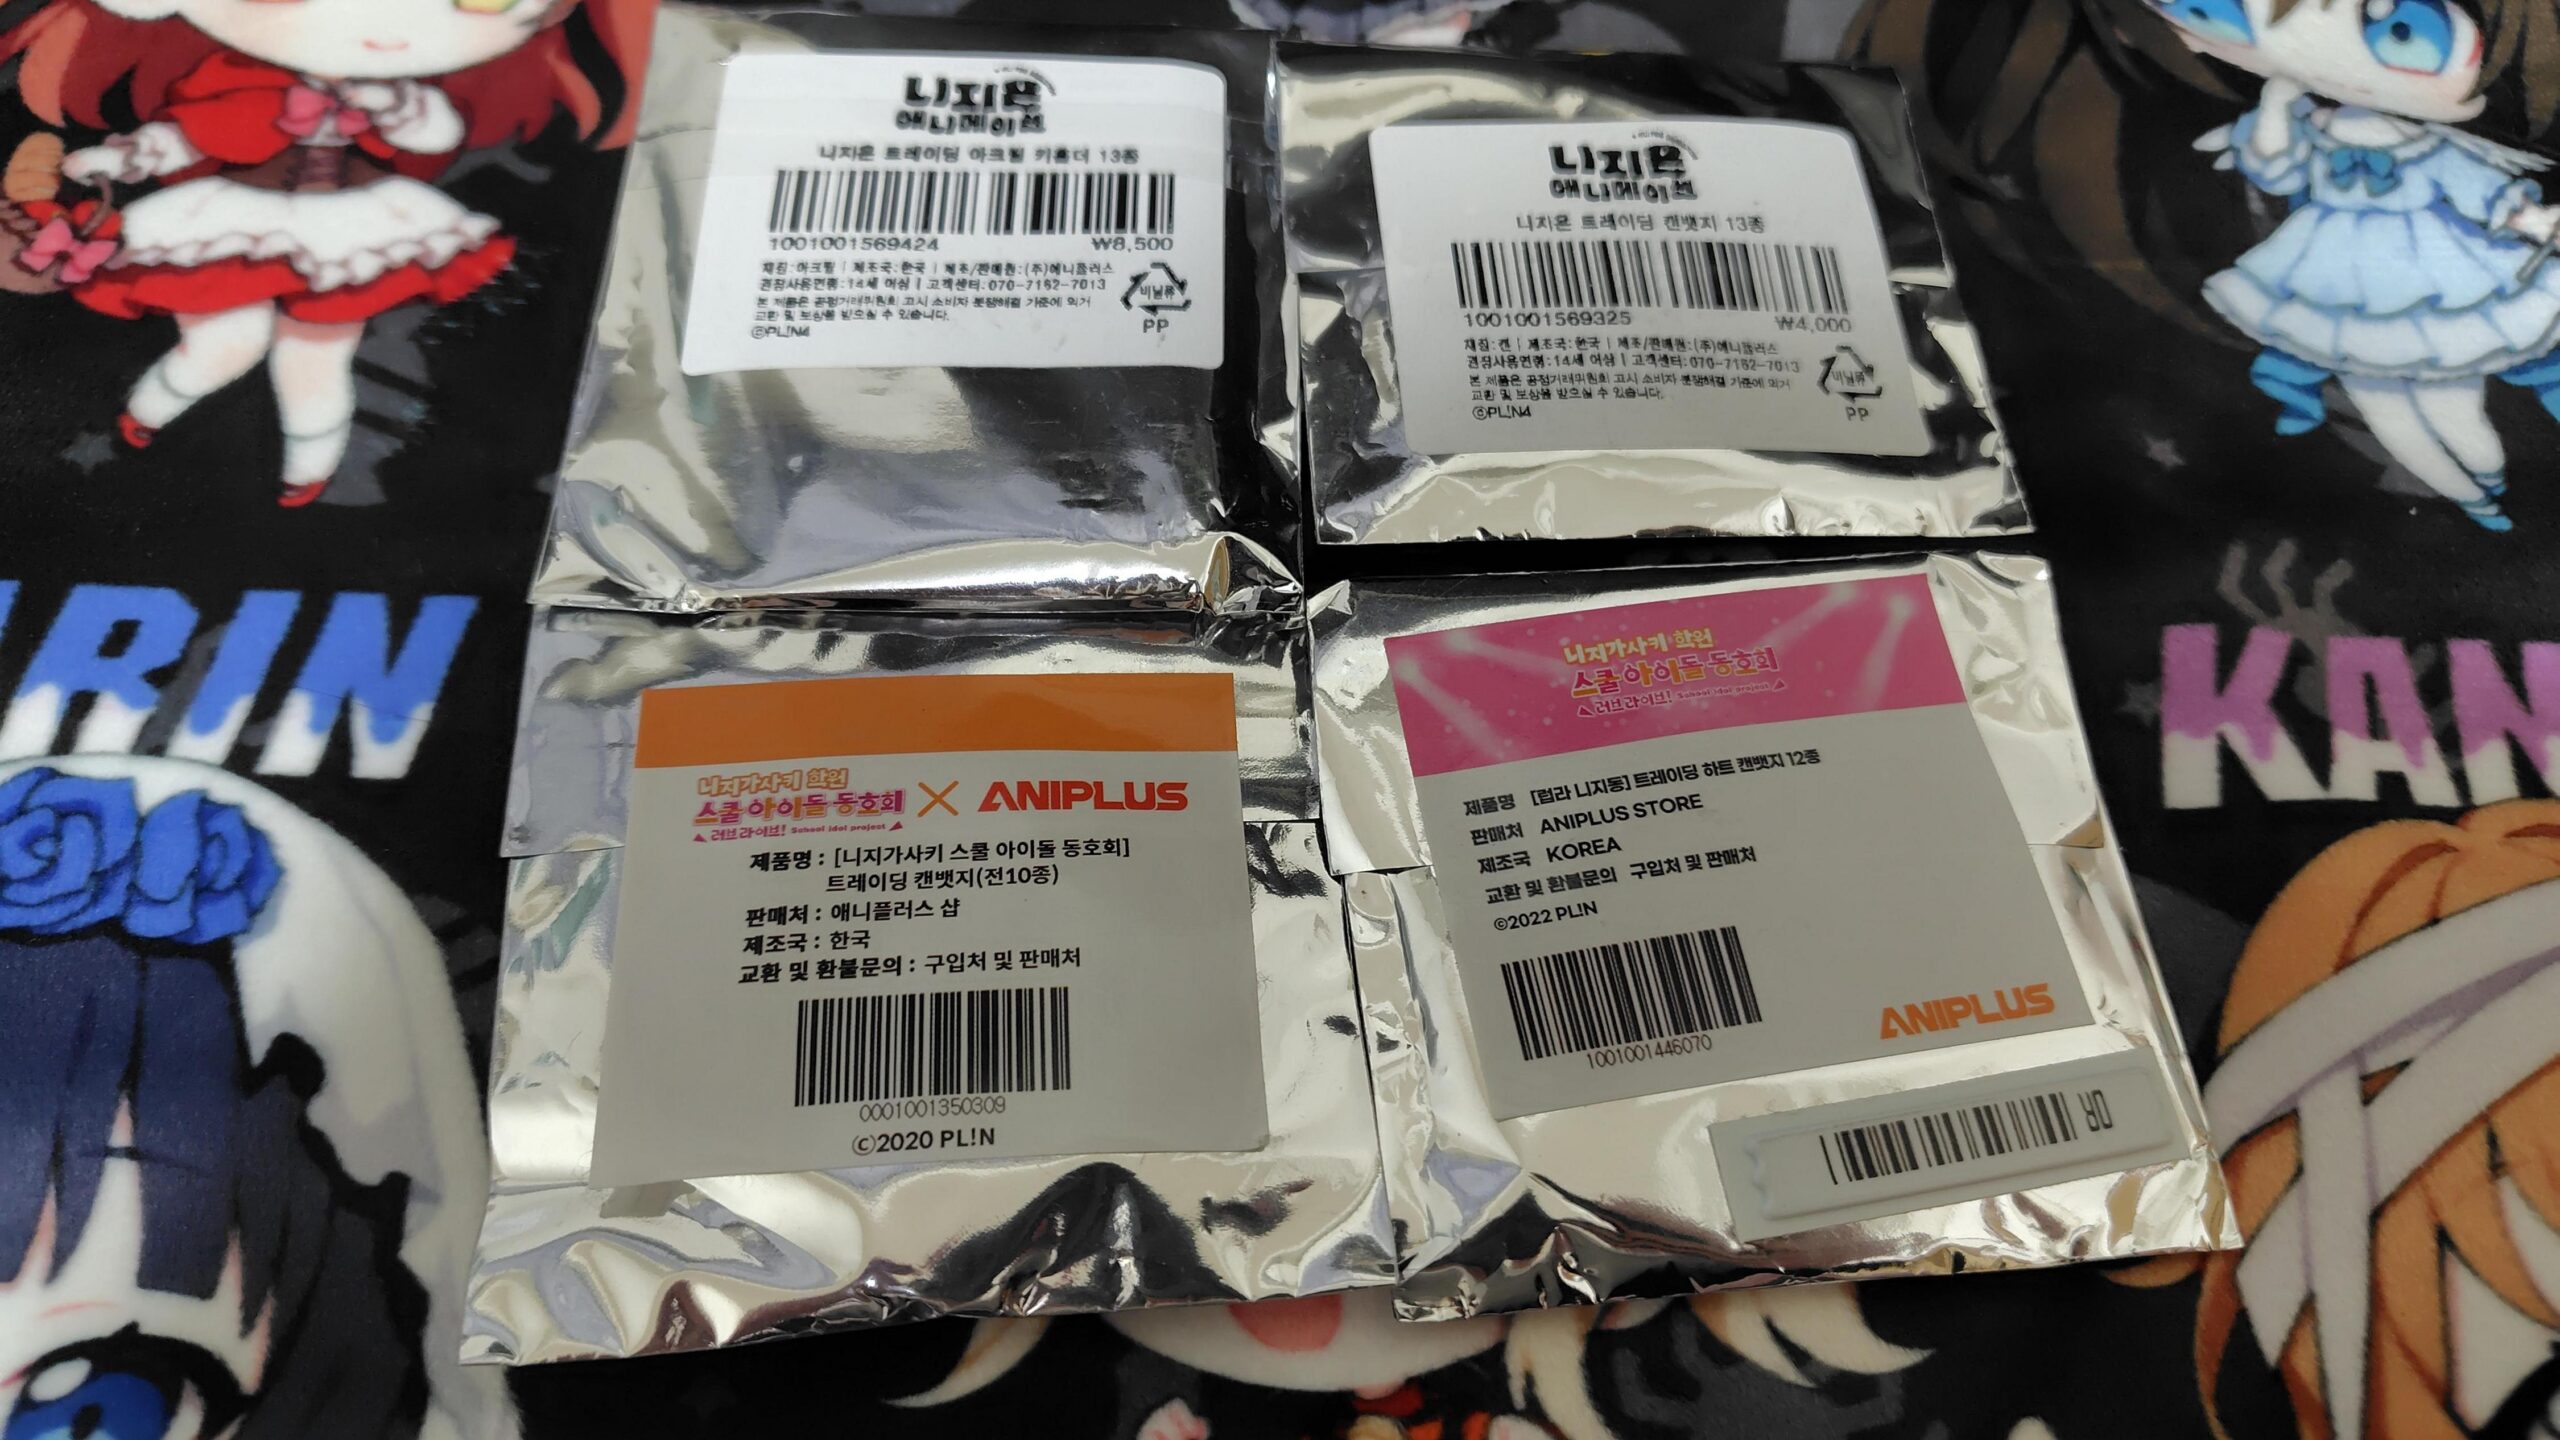 니지욘
애니메이션
니지욘 트레이딩 아크릴 키홀더 13종
1001001569424 ₩8,500
재질:아크릴 | 제조국:한국 | 제조/판매원:(주)애니플러스
권장사용연령:14세 이상 | 고객센터:070-7162-7013
본 제품은 공정거래위원회 고시 소비자 분쟁해결 기준에 의거
교환 및 보상을 받으실 수 있습니다.
©PL!N4
비닐류
PP
니지욘
애니메이션
니지욘 트레이딩 캔뱃지 13종
1001001569325 ₩4,000
재질:캔 | 제조국:한국 | 제조/판매원:(주)애니플러스
권장사용연령:14세 이상 | 고객센터:070-7162-7013
본 제품은 공정거래위원회 고시 소비자 분쟁해결 기준에 의거
교환 및 보상을 받으실 수 있습니다.
©PL!N4
비닐류
PP
RIN
KAN
니지가사키 학원
스쿨 아이돌 동호회 × ANIPLUS
러브라이브! School idol project
제품명 : [니지가사키 스쿨 아이돌 동호회]
트레이딩 캔뱃지(전10종)
판매처 : 애니플러스 샵
제조국 : 한국
교환 및 환불문의 : 구입처 및 판매처
0001001350309
©2020 PL!N
니지가사키 학원
스쿨 아이돌 동호회
러브라이브! School idol project
제품명 [럽라 니지동] 트레이딩 하트 캔뱃지 12종
판매처 ANIPLUS STORE
제조국 KOREA
교환 및 환불문의 구입처 및 판매처
©2022 PL!N
1001001446070
ANIPLUS
DR